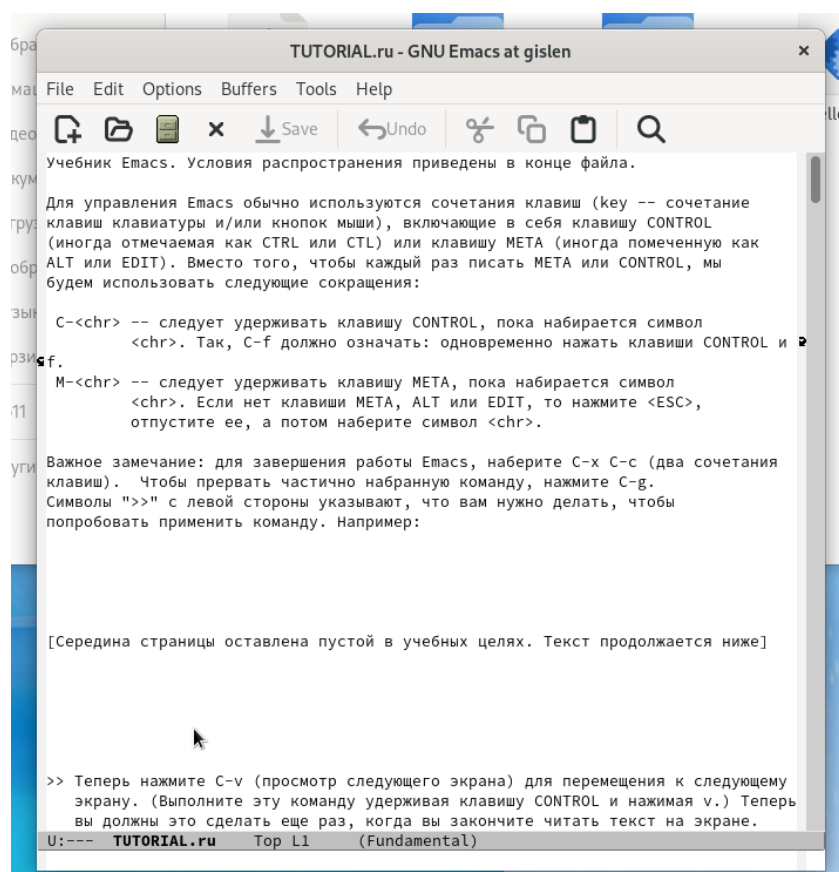 TUTORIAL.ru - GNU Emacs at gislen
File Edit Options Buffers Tools Help
Save Undo
Учебник Emacs. Условия распространения приведены в конце файла.
Для управления Emacs обычно используются сочетания клавиш (key -- сочетание
клавиш клавиатуры и/или кнопок мыши), включающие в себя клавишу CONTROL
(иногда отмечаемая как CTRL или CTL) или клавишу META (иногда помеченную как
ALT или EDIT). Вместо того, чтобы каждый раз писать META или CONTROL, мы
будем использовать следующие сокращения:
C-<chr> -- следует удерживать клавишу CONTROL, пока набирается символ
<chr>. Так, C-f должно означать: одновременно нажать клавиши CONTROL и
f.
M-<chr> -- следует удерживать клавишу META, пока набирается символ
<chr>. Если нет клавиши META, ALT или EDIT, то нажмите <ESC>,
отпустите ее, а потом наберите символ <chr>.
Важное замечание: для завершения работы Emacs, наберите C-x C-c (два сочетания
клавиш).  Чтобы прервать частично набранную команду, нажмите C-g.
Символы ">>" с левой стороны указывают, что вам нужно делать, чтобы
попробовать применить команду. Например:
[Середина страницы оставлена пустой в учебных целях. Текст продолжается ниже]
>> Теперь нажмите C-v (просмотр следующего экрана) для перемещения к следующему
экрану. (Выполните эту команду удерживая клавишу CONTROL и нажимая v.) Теперь
вы должны это сделать еще раз, когда вы закончите читать текст на экране.
U:--- TUTORIAL.ru Top L1 (Fundamental)